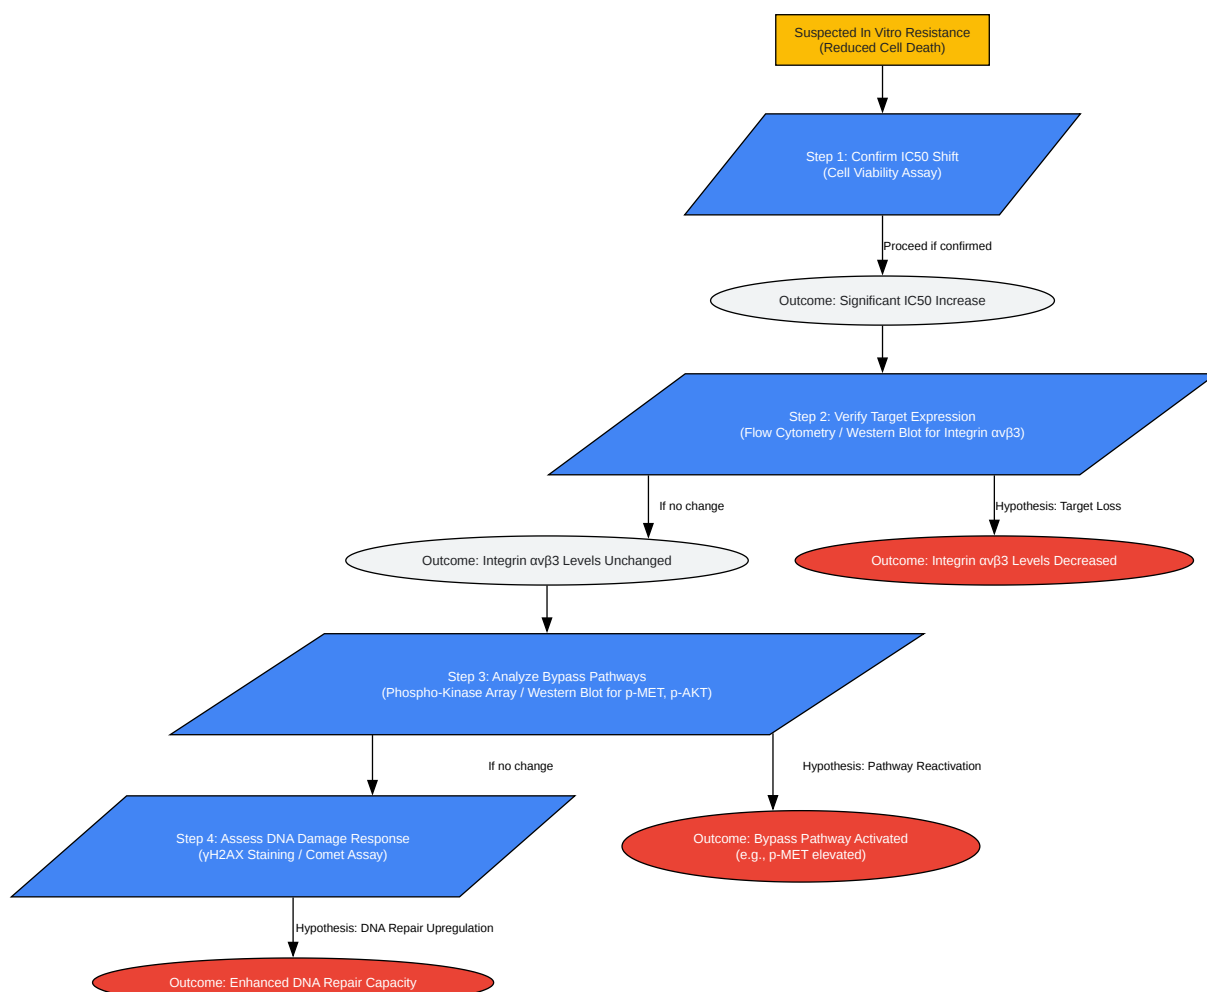 Suspected In Vitro Resistance
(Reduced Cell Death)
Step 1: Confirm IC50 Shift
(Cell Viability Assay)
Proceed if confirmed
Outcome: Significant IC50 Increase
Step 2: Verify Target Expression
(Flow Cytometry / Western Blot for Integrin αvβ3)
If no change
Hypothesis: Target Loss
Outcome: Integrin αvβ3 Levels Unchanged
Outcome: Integrin αvβ3 Levels Decreased
Step 3: Analyze Bypass Pathways
(Phospho-Kinase Array / Western Blot for p-MET, p-AKT)
If no change
Hypothesis: Pathway Reactivation
Step 4: Assess DNA Damage Response
(γH2AX Staining / Comet Assay)
Outcome: Bypass Pathway Activated
(e.g., p-MET elevated)
Hypothesis: DNA Repair Upregulation
Outcome: Enhanced DNA Repair Capacity